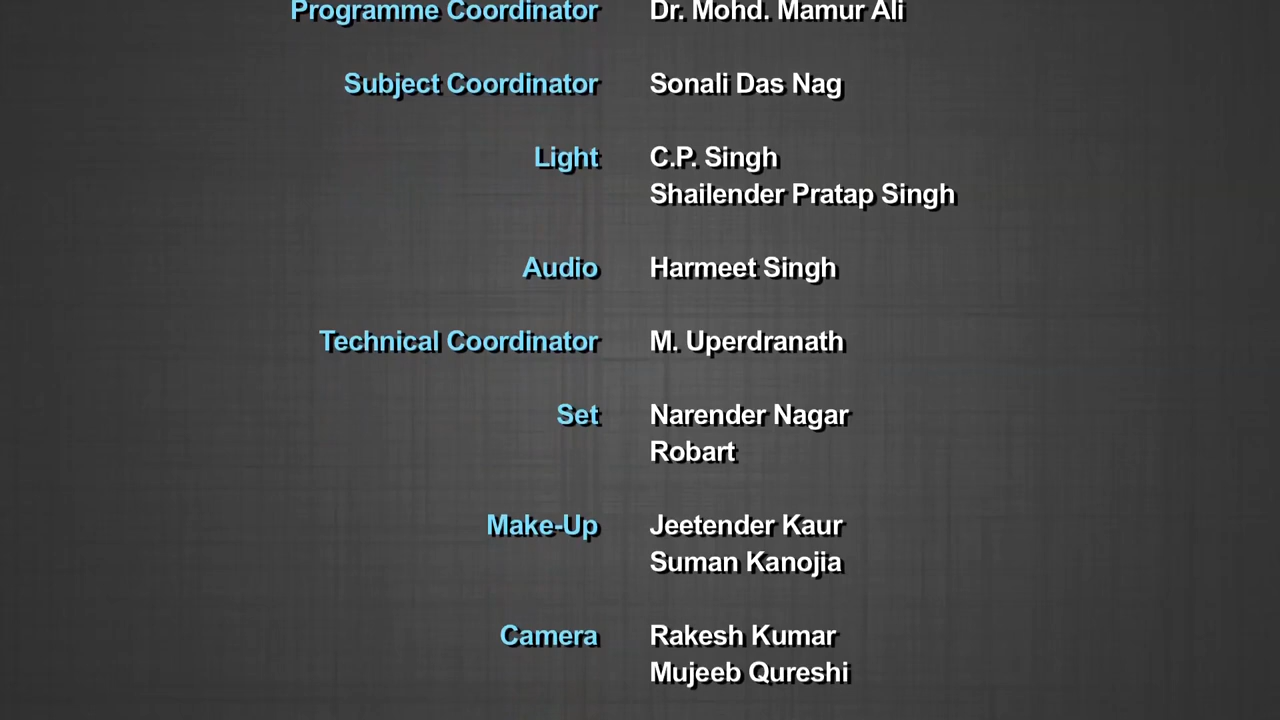 Programme Coordinator Dr. Mohd. Mamur Ali
Subject Coordinator Sonali Das Nag
Light C.P. Singh
Shailender Pratap Singh
Audio Harmeet Singh
Technical Coordinator M. Uperdranath
Set Narender Nagar
Robart
Make-Up Jeetender Kaur
Suman Kanojia
Camera Rakesh Kumar
Mujeeb Qureshi